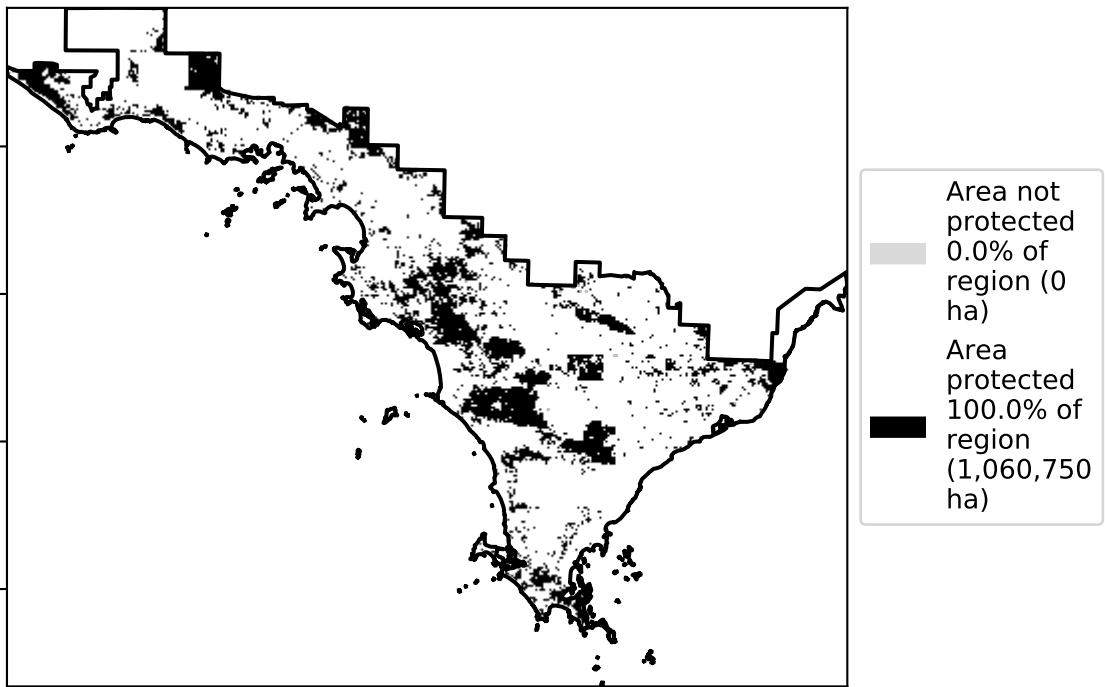 Area not
protected
0.0% of
region (0
ha)
Area
protected
100.0% of
region
(1,060,750
ha)